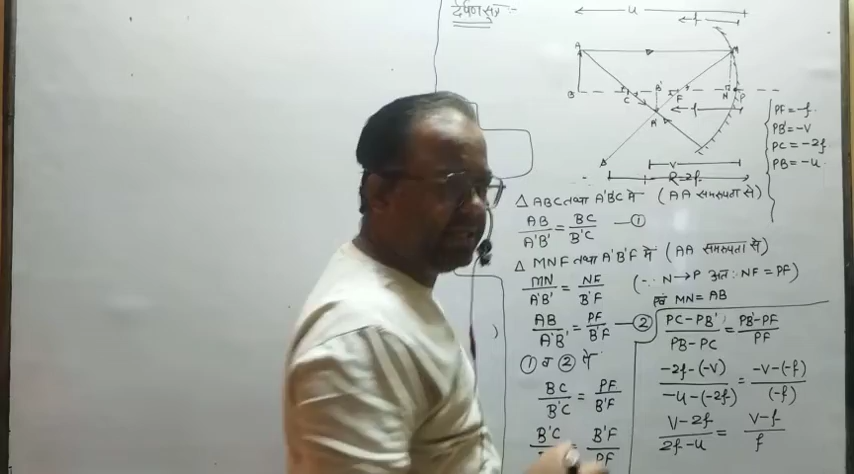 दर्पण सूत्र :-
u
f
A
M
B
C
B'
F
N
P
A'
f
v
R=2f
PF = -f
PB' = -v
PC = -2f
PB = -u
△ ABC तथा A'B'C में (AA समरूपता से)
AB/A'B' = BC/B'C — ①
△ MNF तथा A'B'F में (AA समरूपता से)
MN/A'B' = NF/B'F (∵ N→P अतः NF = PF)
एवं MN = AB
AB/A'B' = PF/B'F — ②
① व ② से
BC/B'C = PF/B'F
B'C = B'F/PF
PC-PB'/PB-PC = PB'-PF/PF
-2f-(-v)/-u-(-2f) = -v-(-f)/(-f)
v-2f/2f-u = v-f/f